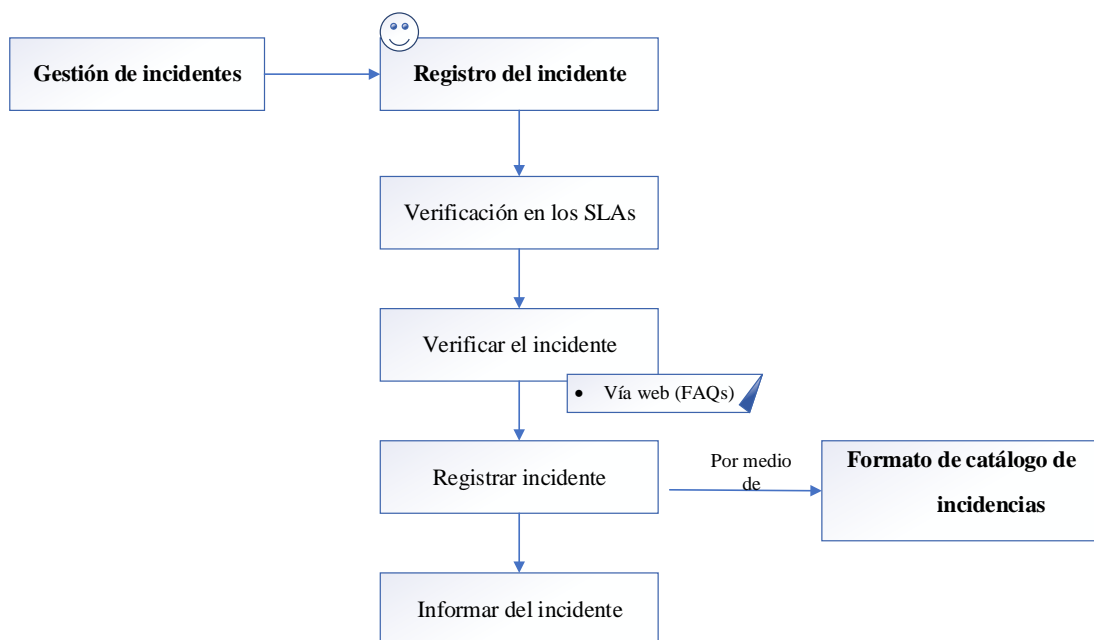 Gestión de incidentes
Registro del incidente
Verificación en los SLAs
Verificar el incidente
• Vía web (FAQs)
Registrar incidente
Por medio
de
Formato de catálogo de
incidencias
Informar del incidente